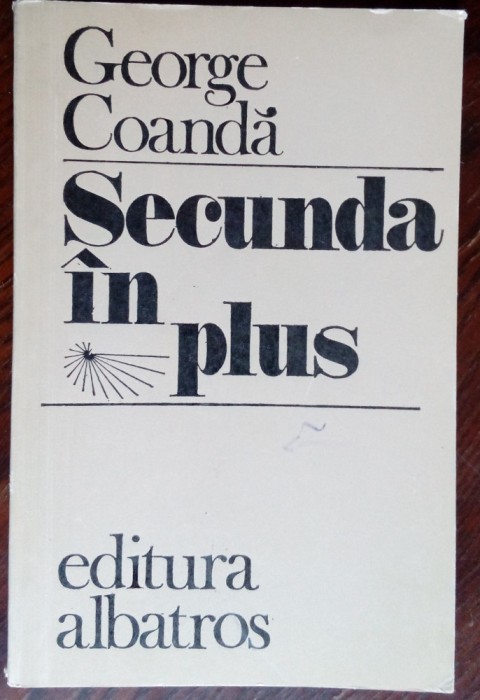 George
Coandă
Secunda
în
plus
editura
albatros